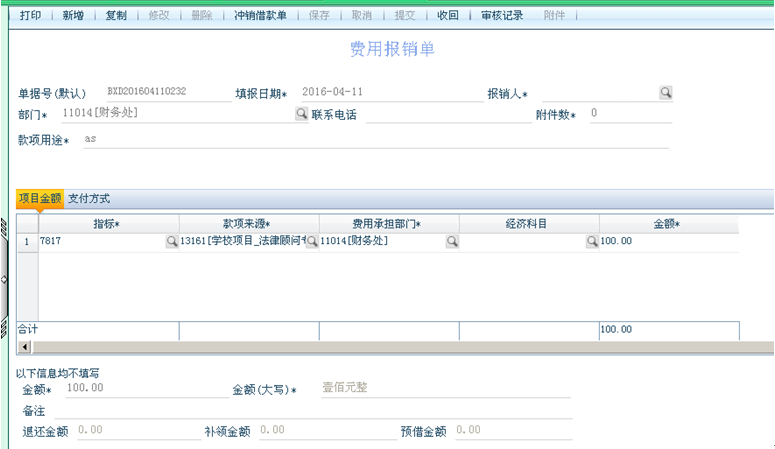 打印 新增 复制 修改 删除 冲销借款单 保存 取消 提交 收回 审核记录 附件
费用报销单
单据号(默认) BXD201604110232 填报日期* 2016-04-11 报销人*
部门* 11014[财务处] 联系电话 附件数* 0
款项用途* as
项目金额 支付方式
指标* 款项来源* 费用承担部门* 经济科目 金额*
1 7817 13161[学校项目_法律顾问 11014[财务处] 100.00
合计 100.00
以下信息均不填写
金额* 100.00 金额(大写)* 壹佰元整
备注
退还金额 0.00 补领金额 0.00 预借金额 0.00